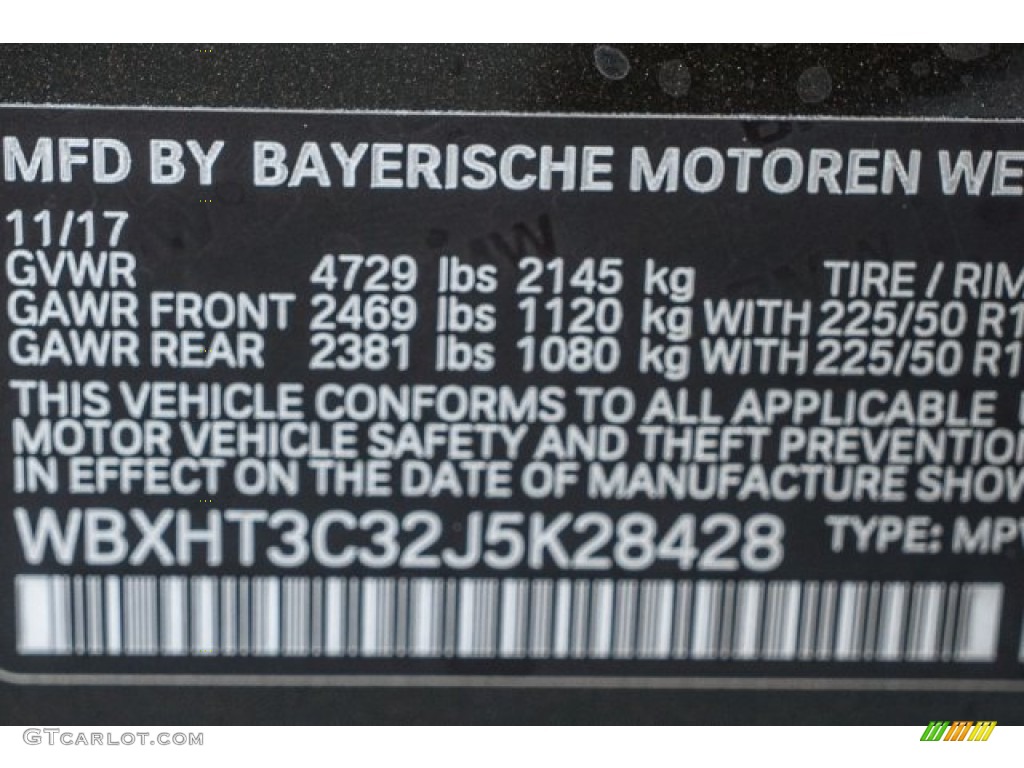 MFD BY BAYERISCHE MOTOREN WE
11/17
GVWR 4729 lbs 2145 kg TIRE / RIM
GAWR FRONT 2469 lbs 1120 kg WITH 225/50 R1
GAWR REAR 2381 lbs 1080 kg WITH 225/50 R1
THIS VEHICLE CONFORMS TO ALL APPLICABLE
MOTOR VEHICLE SAFETY AND THEFT PREVENTIO
IN EFFECT ON THE DATE OF MANUFACTURE SHOW
WBXHT3C32J5K28428 TYPE: MPV
GTCARLOT.COM